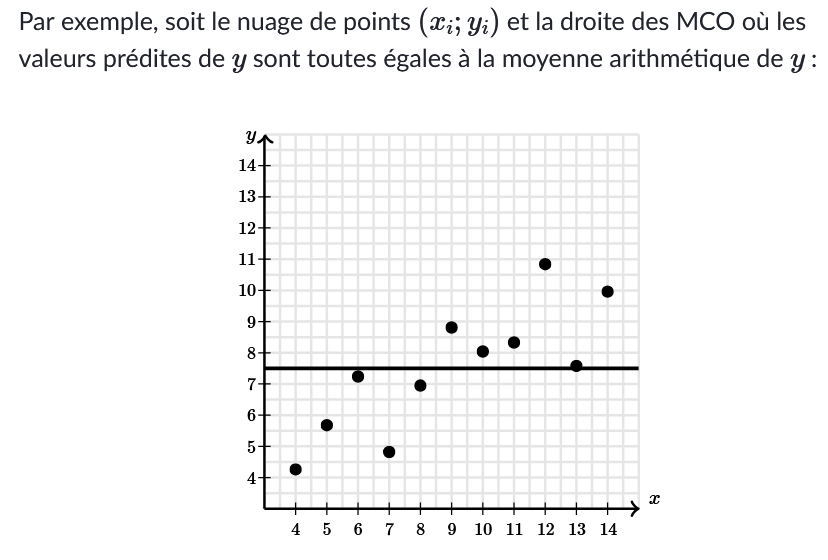 Par exemple, soit le nuage de points (xᵢ; yᵢ) et la droite des MCO où les
valeurs prédites de y sont toutes égales à la moyenne arithmétique de y :
y
14
13
12
11
10
9
8
7
6
5
4
x
4 5 6 7 8 9 10 11 12 13 14